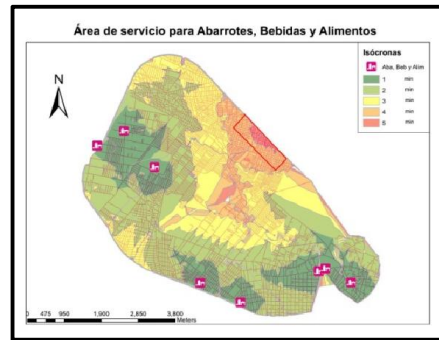 Área de servicio para Abarrotes, Bebidas y Alimentos
Isócronas
Aba, Beb y Alim
1 min
2 min
3 min
4 min
5 min
N
0 475 950 1,900 2,850 3,800
Meters